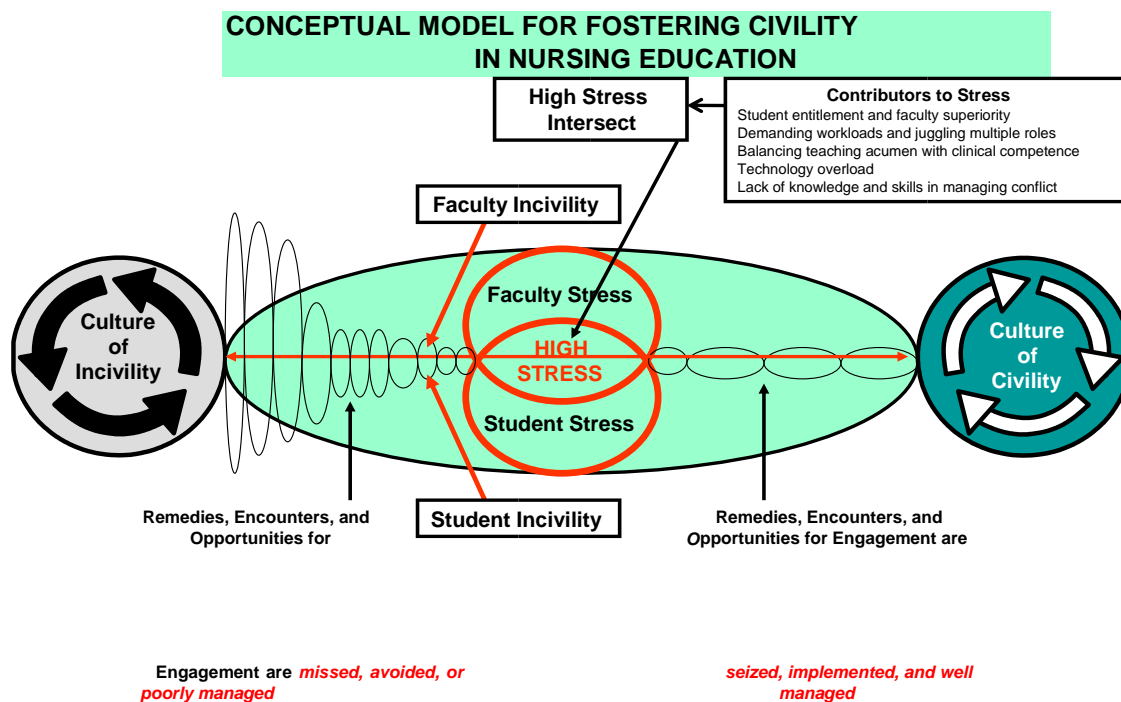 CONCEPTUAL MODEL FOR FOSTERING CIVILITY
IN NURSING EDUCATION
High Stress
Intersect
Contributors to Stress
Student entitlement and faculty superiority
Demanding workloads and juggling multiple roles
Balancing teaching acumen with clinical competence
Technology overload
Lack of knowledge and skills in managing conflict
Faculty Incivility
Culture
of
Incivility
Faculty Stress
HIGH
STRESS
Student Stress
Culture
of
Civility
Student Incivility
Remedies, Encounters, and
Opportunities for
Remedies, Encounters, and
Opportunities for Engagement are
Engagement are missed, avoided, or
poorly managed
seized, implemented, and well
managed